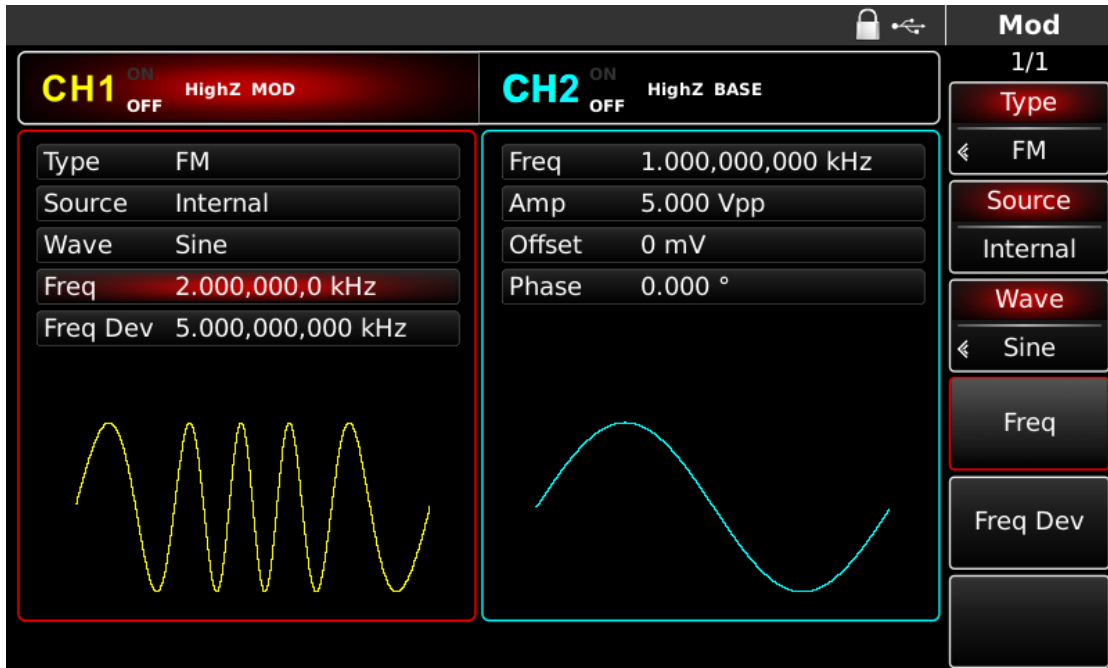 Mod
1/1
CH1 ON OFF HighZ MOD
CH2 ON OFF HighZ BASE
Type FM
Source Internal
Wave Sine
Freq 2.000,000,0 kHz
Freq Dev 5.000,000,000 kHz
Freq 1.000,000,000 kHz
Amp 5.000 Vpp
Offset 0 mV
Phase 0.000 °
Type
FM
Source
Internal
Wave
Sine
Freq
Freq Dev